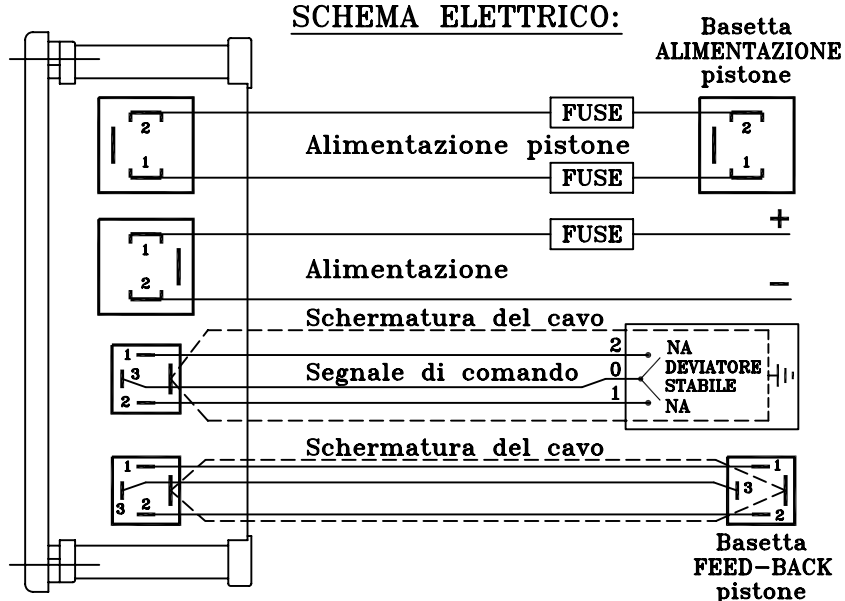 SCHEMA ELETTRICO:
Basetta
ALIMENTAZIONE
pistone
2
FUSE
2
Alimentazione pistone
1
FUSE
1
1
FUSE
+
Alimentazione
2
−
Schermatura del cavo
1
2
NA
3
Segnale di comando
0
DEVIATORE
STABILE
2
1
NA
Schermatura del cavo
1
1
3
3
2
2
Basetta
FEED-BACK
pistone